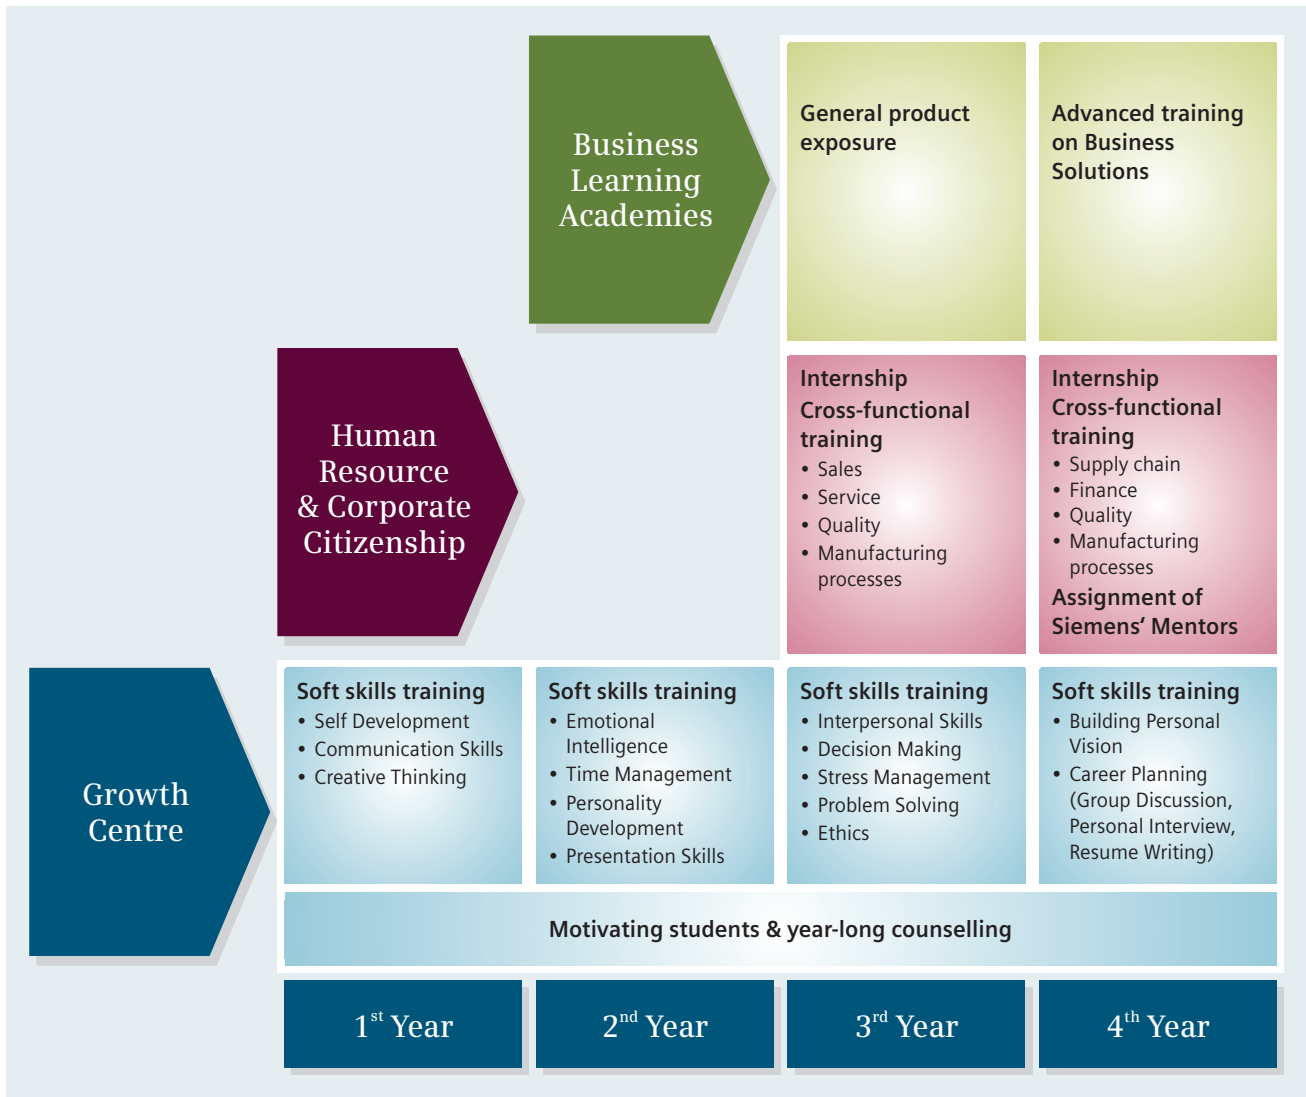 Business
Learning
Academies
General product
exposure
Advanced training
on Business
Solutions
Human
Resource
& Corporate
Citizenship
Internship
Cross-functional
training
• Sales
• Service
• Quality
• Manufacturing
processes
Internship
Cross-functional
training
• Supply chain
• Finance
• Quality
• Manufacturing
processes
Assignment of
Siemens‘ Mentors
Growth
Centre
Soft skills training
• Self Development
• Communication Skills
• Creative Thinking
Soft skills training
• Emotional
Intelligence
• Time Management
• Personality
Development
• Presentation Skills
Soft skills training
• Interpersonal Skills
• Decision Making
• Stress Management
• Problem Solving
• Ethics
Soft skills training
• Building Personal
Vision
• Career Planning
(Group Discussion,
Personal Interview,
Resume Writing)
Motivating students & year-long counselling
1st Year
2nd Year
3rd Year
4th Year